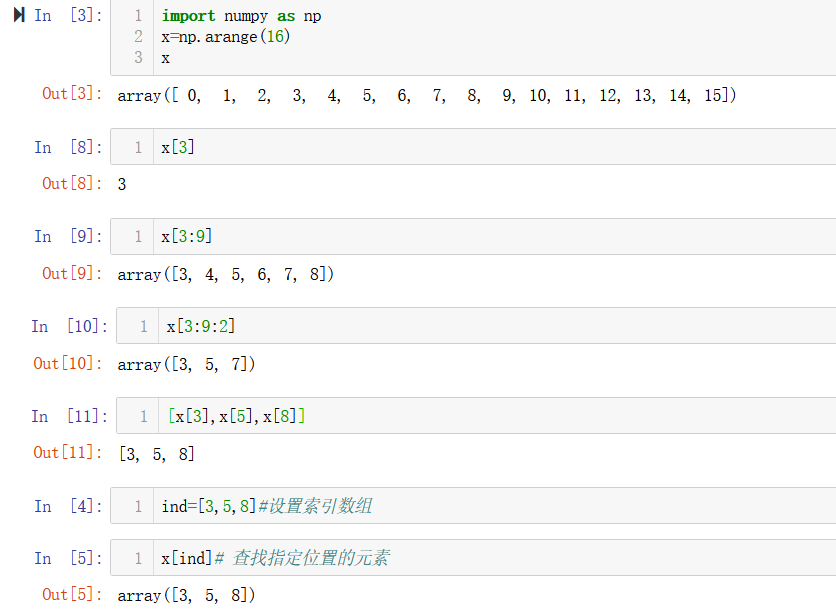 In [3]: 1 import numpy as np
2 x=np.arange(16)
3 x
Out[3]: array([ 0, 1, 2, 3, 4, 5, 6, 7, 8, 9, 10, 11, 12, 13, 14, 15])
In [8]: 1 x[3]
Out[8]: 3
In [9]: 1 x[3:9]
Out[9]: array([3, 4, 5, 6, 7, 8])
In [10]: 1 x[3:9:2]
Out[10]: array([3, 5, 7])
In [11]: 1 [x[3],x[5],x[8]]
Out[11]: [3, 5, 8]
In [4]: 1 ind=[3,5,8]#设置索引数组
In [5]: 1 x[ind]# 查找指定位置的元素
Out[5]: array([3, 5, 8])